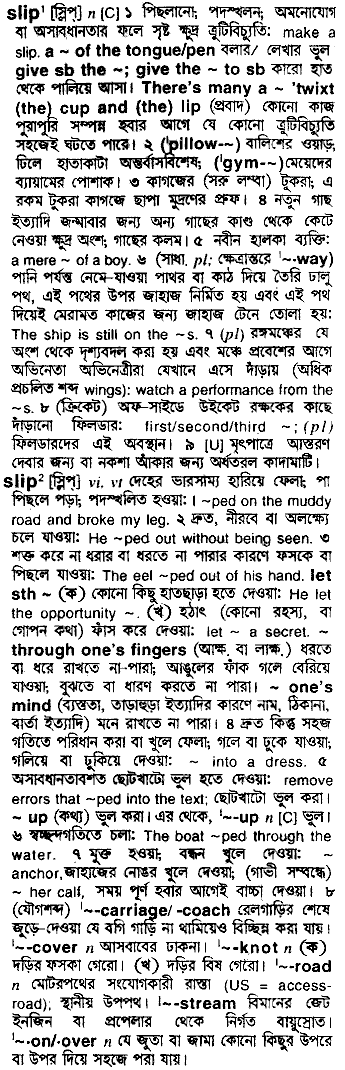 slip¹ [স্লিপ্] n [C] ১ পিছলানো; পদস্খলন; অমনোযোগ
বা অসাবধানতার ফলে সৃষ্ট ক্ষুদ্র ত্রুটিবিচ্যুতি: make a
slip. a ~ of the tongue/pen বলার/ লেখার ভুল
give sb the ~; give the ~ to sb কারো হাত
থেকে পালিয়ে আসা। There's many a ~ 'twixt
(the) cup and (the) lip (প্রবাদ) কোনো কাজ
পুরাপুরি সম্পন্ন হবার আগে যে কোনো ত্রুটিবিচ্যুতি
সহজেই ঘটতে পারে। ২ ('pillow-~) বালিশের ওয়াড়;
ঢিলে হাতাকাটা অন্তর্বাসবিশেষ; ('gym-~)মেয়েদের
ব্যায়ামের পোশাক। ৩ কাগজের (সরু লম্বা) টুকরা; এ
রকম টুকরা কাগজে ছাপা মুদ্রণের প্রুফ। ৪ নতুন গাছ
ইত্যাদি জন্মাবার জন্য অন্য গাছের কাণ্ড থেকে কেটে
নেওয়া ক্ষুদ্র অংশ; গাছের কলম। ৫ নবীন হালকা ব্যক্তি:
a mere ~ of a boy. ৬ (সাধা. pl; ক্ষেত্রান্তরে '~-way)
পানি পর্যন্ত নেমে-যাওয়া পাথর বা কাঠ দিয়ে তৈরি ঢালু
পথ, এই পথের উপর জাহাজ নির্মিত হয় এবং এই পথ
দিয়েই মেরামত কাজের জন্য জাহাজ টেনে তোলা হয়:
The ship is still on the ~s. ৭ (pl) রঙ্গমঞ্চের যে
অংশ থেকে দৃশ্যবদল করা হয় এবং মঞ্চে প্রবেশের আগে
অভিনেতা অভিনেত্রীরা যেখানে এসে দাঁড়ায় (অধিক
প্রচলিত শব্দ wings): watch a performance from the
~s. ৮ (ক্রিকেট) অফ-সাইডে উইকেট রক্ষকের কাছে
দাঁড়ানো ফিলডার: first/second/third ~; (pl)
ফিলডারদের এই অবস্থান। ৯ [U] মৃৎপাত্রে আস্তরণ
দেবার জন্য বা নকশা আঁকার জন্য অর্ধতরল কাদামাটি।
slip² [স্লিপ্] vi, vt দেহের ভারসাম্য হারিয়ে ফেলা; পা
পিছলে পড়া; পদস্খলিত হওয়া: I ~ped on the muddy
road and broke my leg. ২ দ্রুত, নীরবে বা অলক্ষ্যে
চলে যাওয়া: He ~ped out without being seen. ৩
শক্ত করে না ধরার বা ধরতে না পারার কারণে ফসকে বা
পিছলে যাওয়া: The eel ~ped out of his hand. let
sth ~ (ক) কোনো কিছু হাতছাড়া হতে দেওয়া: He let
the opportunity ~. (খ) হঠাৎ (কোনো রহস্য, বা
গোপন কথা) ফাঁস করে দেওয়া: let ~ a secret. ~
through one's fingers (আক্ষ. বা লাক্ষ.) ধরতে
বা ধরে রাখতে না-পারা; আঙুলের ফাঁক গলে বেরিয়ে
যাওয়া; বুঝতে বা ধারণ করতে না পারা। ~ one's
mind (ব্যস্ততা, তাড়াহুড়া ইত্যাদির কারণে নাম, ঠিকানা,
বার্তা ইত্যাদি) মনে রাখতে না পারা। ৪ দ্রুত কিন্তু সহজ
গতিতে পরিধান করা বা খুলে ফেলা; গলে বা ঢুকে যাওয়া;
গলিয়ে বা ঢুকিয়ে দেওয়া: ~ into a dress. ৫
অসাবধানতাবশত ছোটখাটো ভুল হতে দেওয়া: remove
errors that ~ped into the text; ছোটখাটো ভুল করা।
~ up (কথ্য) ভুল করা। এর থেকে, '~-up n [C] ভুল।
৬ স্বচ্ছন্দগতিতে চলা: The boat ~ped through the
water. ৭ মুক্ত হওয়া; বন্ধন খুলে দেওয়া: ~
anchor,জাহাজের নোঙর খুলে দেওয়া; (গাভী সম্বন্ধে)
~ her calf, সময় পূর্ণ হবার আগেই বাচ্চা দেওয়া। ৮
(যৌগশব্দ) '~-carriage/ -coach রেলগাড়ির শেষে
জুড়ে-দেওয়া যে বগি গাড়ি না থামিয়েও বিচ্ছিন্ন করা যায়।
'~-cover n আসবাবের ঢাকনা। '~-knot n (ক)
দড়ির ফসকা গেরো। (খ) দড়ির বিষ গেরো। '~-road
n মোটরপথের সংযোগকারী রাস্তা (US = access-
road); স্থানীয় উপপথ। '~-stream বিমানের জেট
ইনজিন বা প্রপেলার থেকে নির্গত বায়ুস্রোত।
'~-on/-over n যে জুতা বা জামা কোনো কিছুর উপরে
বা উপর দিয়ে সহজে পরা যায়।